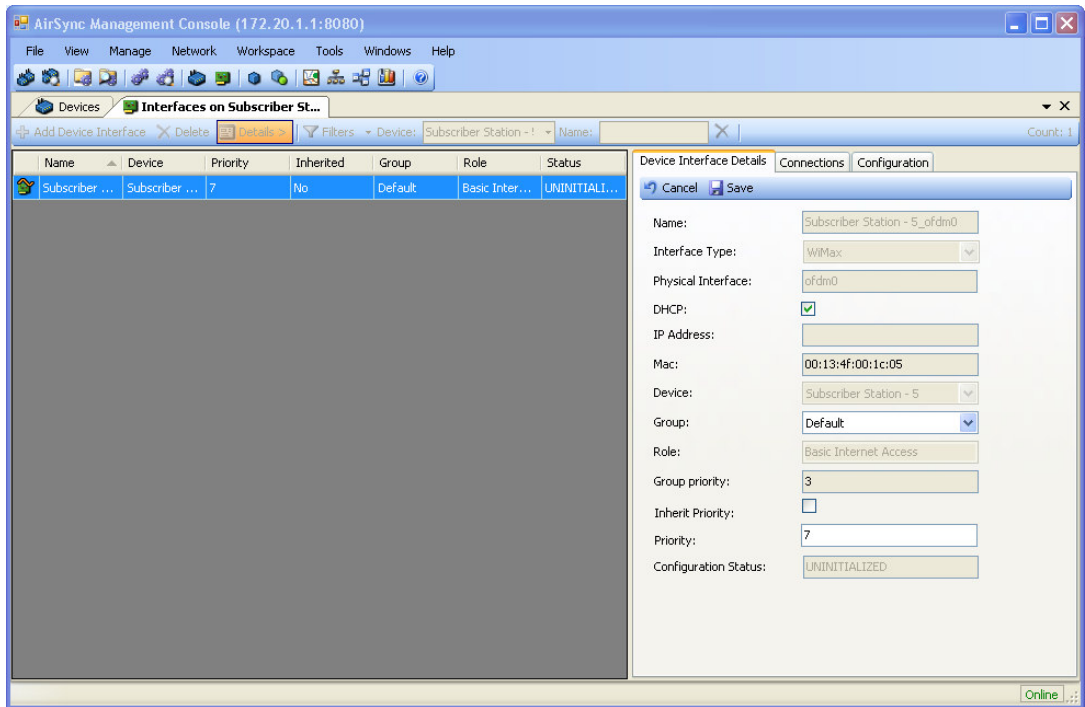 AirSync Management Console (172.20.1.1:8080)
File View Manage Network Workspace Tools Windows Help
Devices Interfaces on Subscriber St...
Add Device Interface Delete Details > Filters Device: Subscriber Station - ! Name: Count: 1
Name Device Priority Inherited Group Role Status
Subscriber ... Subscriber ... 7 No Default Basic Inter... UNINITIALI...
Device Interface Details Connections Configuration
Cancel Save
Name: Subscriber Station - 5_ofdm0
Interface Type: WiMax
Physical Interface: ofdm0
DHCP:
IP Address:
Mac: 00:13:4f:00:1c:05
Device: Subscriber Station - 5
Group: Default
Role: Basic Internet Access
Group priority: 3
Inherit Priority:
Priority: 7
Configuration Status: UNINITIALIZED
Online